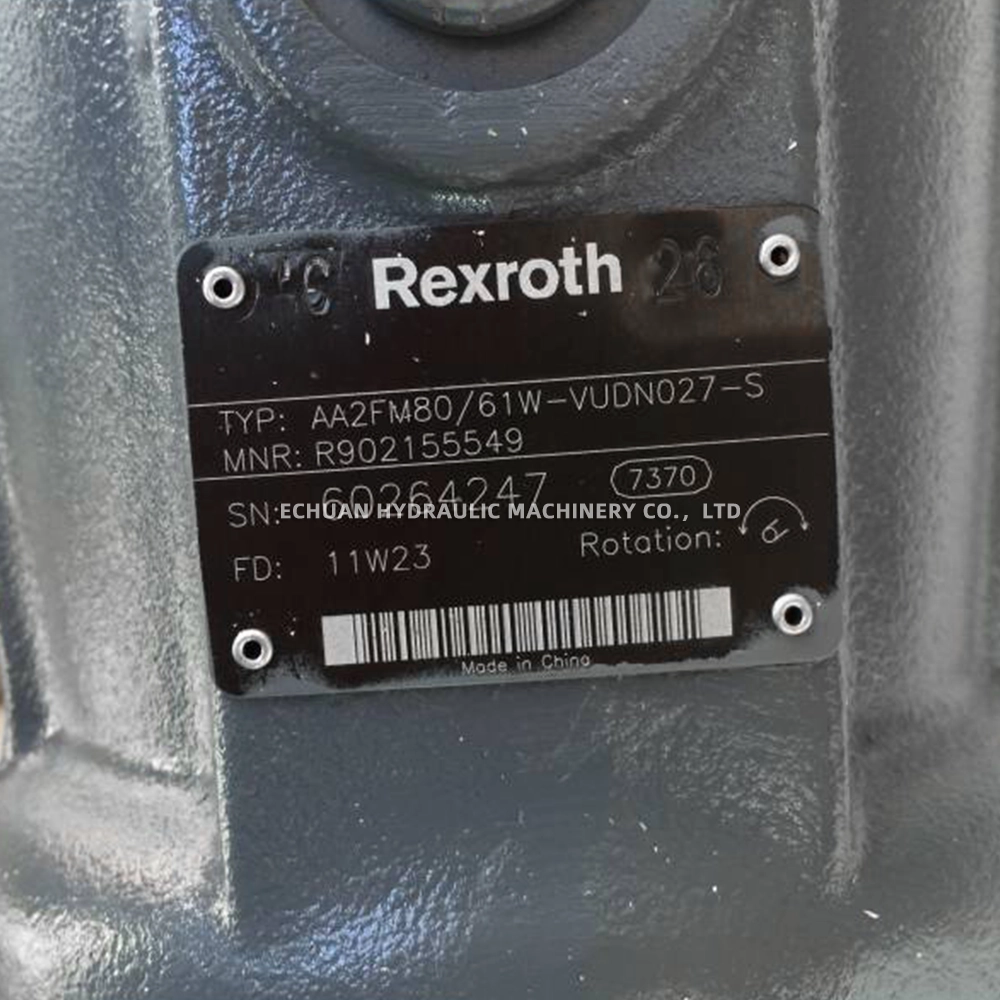 Rexroth 26
TYP: AA2FM80/61W-VUDN027-S
MNR: R902155549
SN: 60264247 7370
ECHUAN HYDRAULIC MACHINERY CO., LTD
FD: 11W23 Rotation:
Made in China